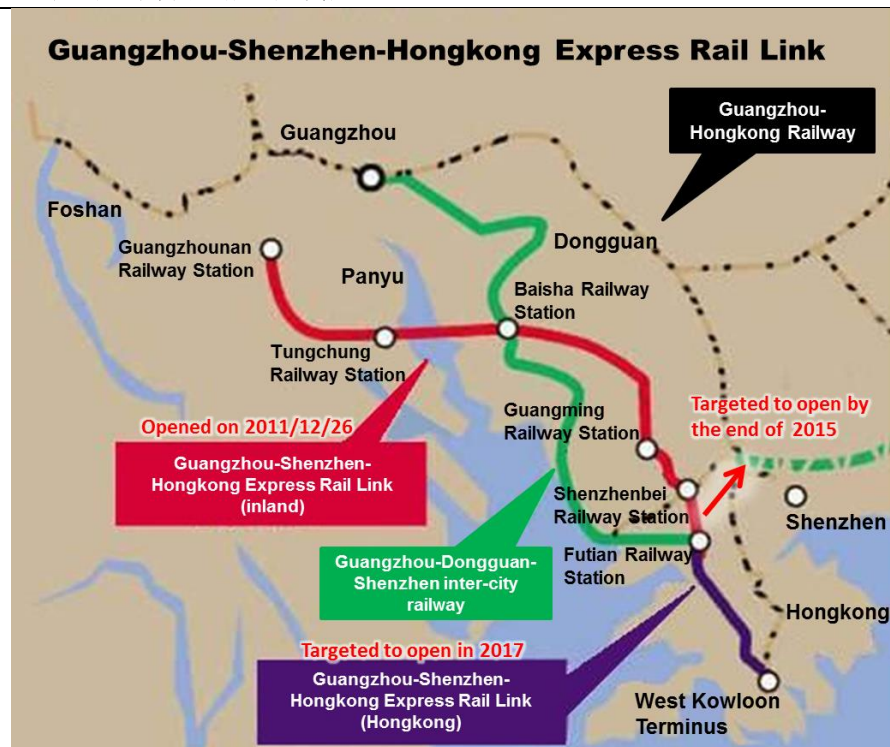 Guangzhou-Shenzhen-Hongkong Express Rail Link
Guangzhou-
Hongkong Railway
Guangzhou
Foshan
Dongguan
Guangzhounan
Railway Station
Panyu
Baisha Railway
Station
Tungchung
Railway Station
Targeted to open by
the end of 2015
Guangming
Railway Station
Opened on 2011/12/26
Guangzhou-Shenzhen-
Hongkong Express Rail Link
(inland)
Shenzhenbei
Railway Station
Shenzhen
Futian Railway
Station
Guangzhou-Dongguan-
Shenzhen inter-city
railway
Hongkong
Targeted to open in 2017
Guangzhou-Shenzhen-
Hongkong Express Rail Link
(Hongkong)
West Kowloon
Terminus